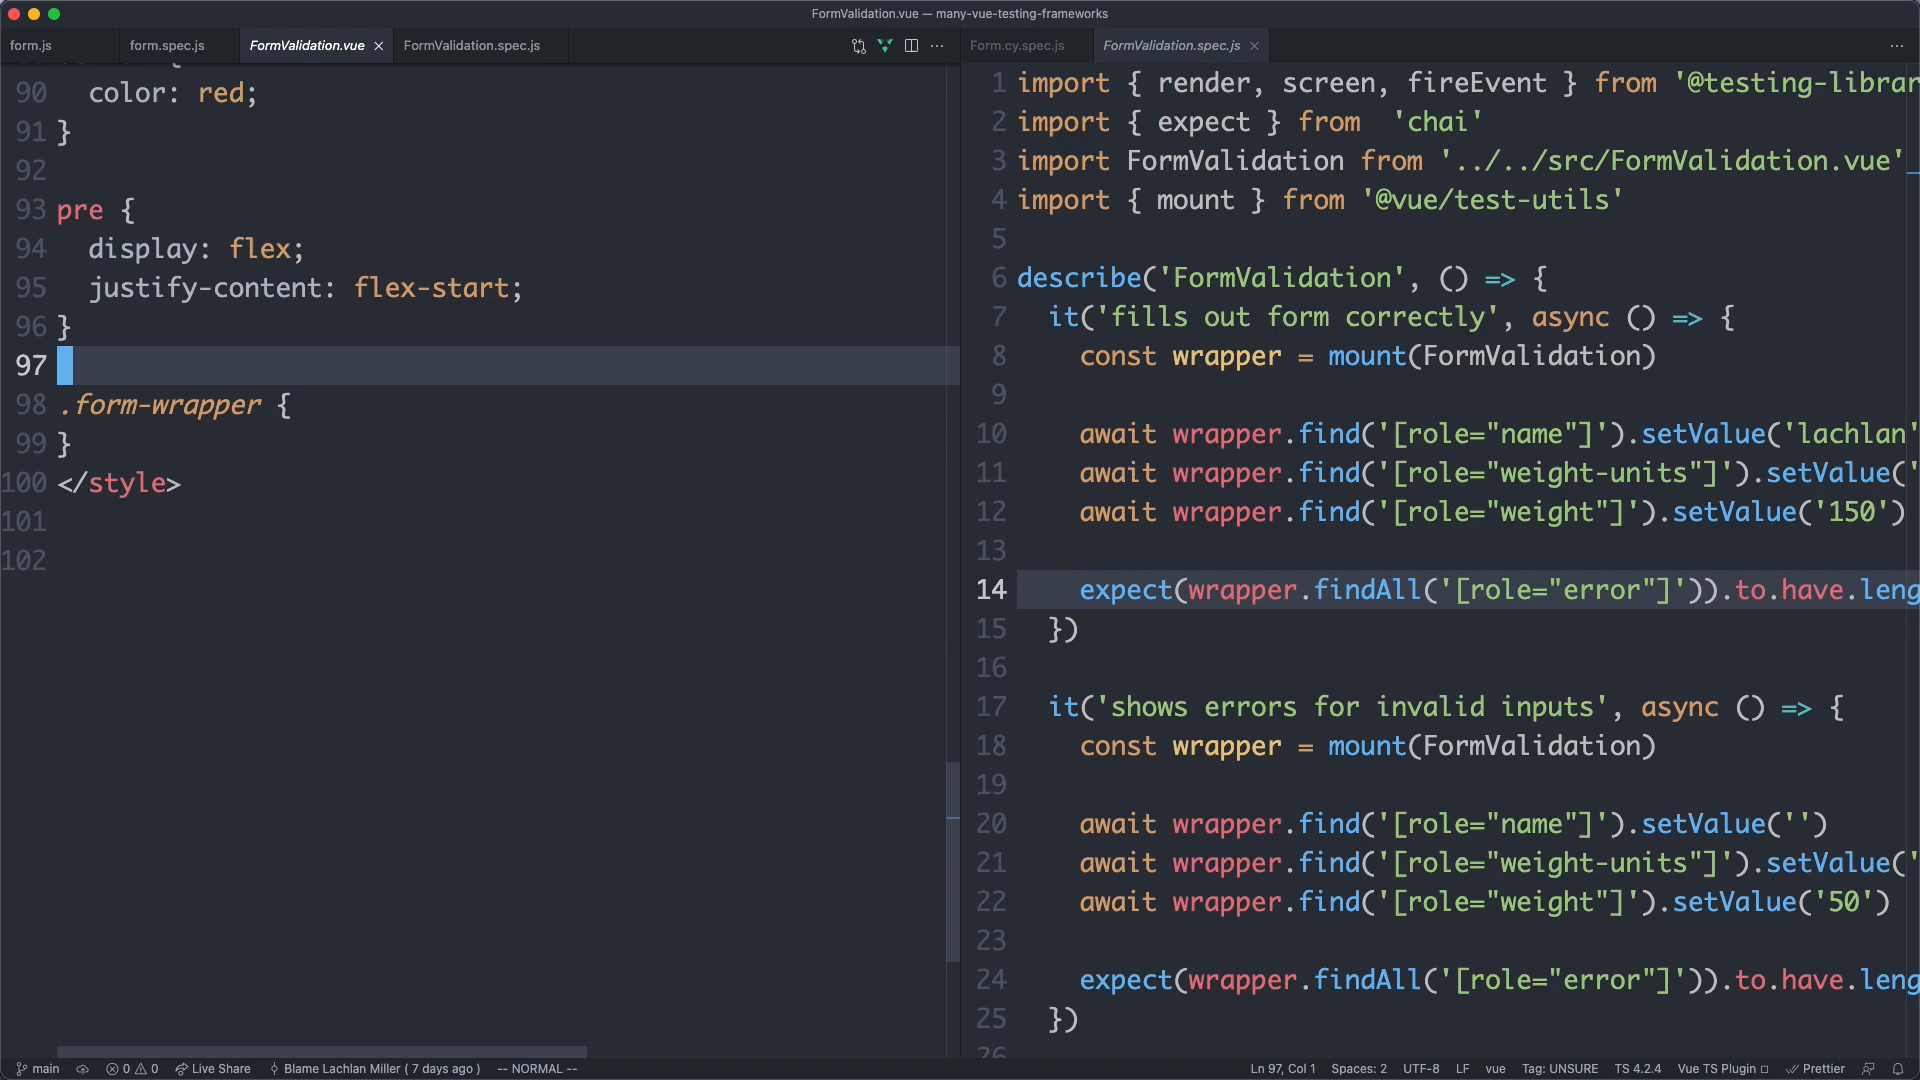 FormValidation.vue — many-vue-testing-frameworks
form.js
form.spec.js
FormValidation.vue
FormValidation.spec.js
90   color: red;
91 }
92
93 pre {
94   display: flex;
95   justify-content: flex-start;
96 }
97
98 .form-wrapper {
99 }
100 </style>
101
102
Form.cy.spec.js
FormValidation.spec.js
1 import { render, screen, fireEvent } from '@testing-librar
2 import { expect } from  'chai'
3 import FormValidation from '../../src/FormValidation.vue'
4 import { mount } from '@vue/test-utils'
5
6 describe('FormValidation', () => {
7   it('fills out form correctly', async () => {
8     const wrapper = mount(FormValidation)
9
10     await wrapper.find('[role="name"]').setValue('lachlan'
11     await wrapper.find('[role="weight-units"]').setValue('
12     await wrapper.find('[role="weight"]').setValue('150')
13
14     expect(wrapper.findAll('[role="error"]')).to.have.leng
15   })
16
17   it('shows errors for invalid inputs', async () => {
18     const wrapper = mount(FormValidation)
19
20     await wrapper.find('[role="name"]').setValue('')
21     await wrapper.find('[role="weight-units"]').setValue('
22     await wrapper.find('[role="weight"]').setValue('50')
23
24     expect(wrapper.findAll('[role="error"]')).to.have.leng
25   })
26
main 0 0 Live Share Blame Lachlan Miller ( 7 days ago ) -- NORMAL -- Ln 97, Col 1 Spaces: 2 UTF-8 LF vue Tag: UNSURE TS 4.2.4 Vue TS Plugin Prettier